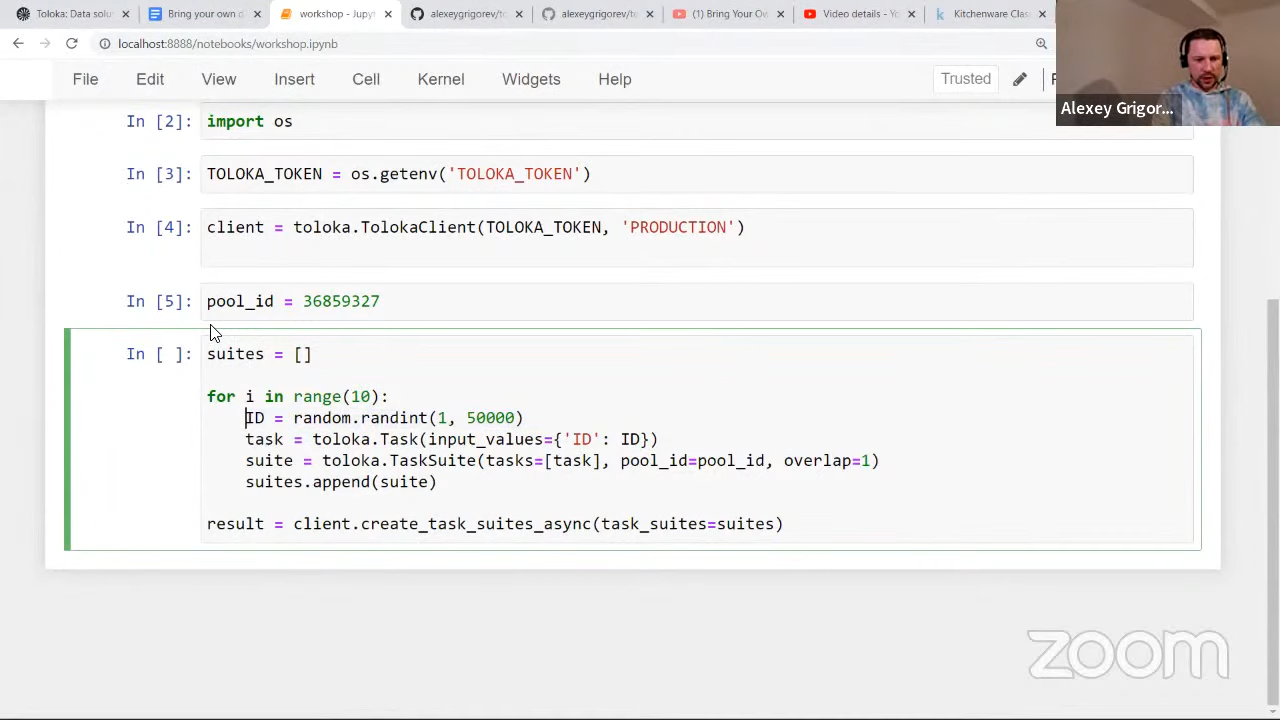 Toloka: Data solu
Bring your own d
workshop - Jupyt
alexeygrigorev/to
alexeygrigorev/to
(1) Bring Your Ow
Video details - Yo
Kitchenware Clas
localhost:8888/notebooks/workshop.ipynb
File Edit View Insert Cell Kernel Widgets Help
Trusted
Alexey Grigor...
In [2]: import os
In [3]: TOLOKA_TOKEN = os.getenv('TOLOKA_TOKEN')
In [4]: client = toloka.TolokaClient(TOLOKA_TOKEN, 'PRODUCTION')
In [5]: pool_id = 36859327
In [ ]: suites = []
for i in range(10):
ID = random.randint(1, 50000)
task = toloka.Task(input_values={'ID': ID})
suite = toloka.TaskSuite(tasks=[task], pool_id=pool_id, overlap=1)
suites.append(suite)
result = client.create_task_suites_async(task_suites=suites)
zoom